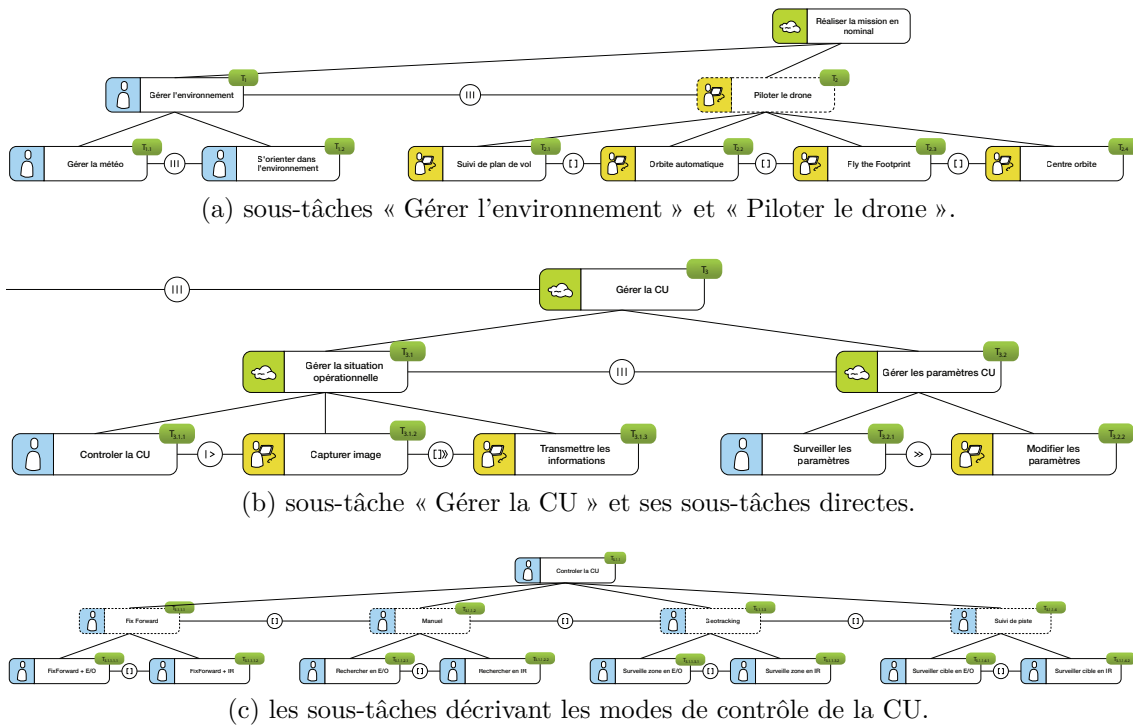 Réaliser la mission en
nominal
T1
Gérer l'environnement
|||
T2
Piloter le drone
T1.1
Gérer la météo
|||
T1.2
S'orienter dans
l'environnement
T2.1
Suivi de plan de vol
[]
T2.2
Orbite automatique
[]
T2.3
Fly the Footprint
[]
T2.4
Centre orbite
(a) sous-tâches « Gérer l'environnement » et « Piloter le drone ».
|||
T3
Gérer la CU
T3.1
Gérer la situation
opérationnelle
|||
T3.2
Gérer les paramètres CU
T3.1.1
Controler la CU
|>
T3.1.2
Capturer image
[]»
T3.1.3
Transmettre les
informations
T3.2.1
Surveiller les
paramètres
»
T3.2.2
Modifier les
paramètres
(b) sous-tâche « Gérer la CU » et ses sous-tâches directes.
T3.1.1
Controler la CU
Fix Forward
[]
Manuel
[]
Geotracking
[]
Suivi de piste
FixForward + E/O
[]
FixForward + IR
Rechercher en E/O
[]
Rechercher en IR
Surveille zone en E/O
[]
Surveille zone en IR
Surveiller cible en E/O
[]
Surveiller cible en IR
(c) les sous-tâches décrivant les modes de contrôle de la CU.